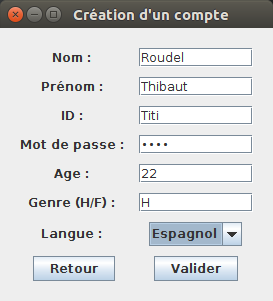 Création d'un compte
Nom : Roudel
Prénom : Thibaut
ID : Titi
Mot de passe : ••••
Age : 22
Genre (H/F) : H
Langue : Espagnol
Retour Valider